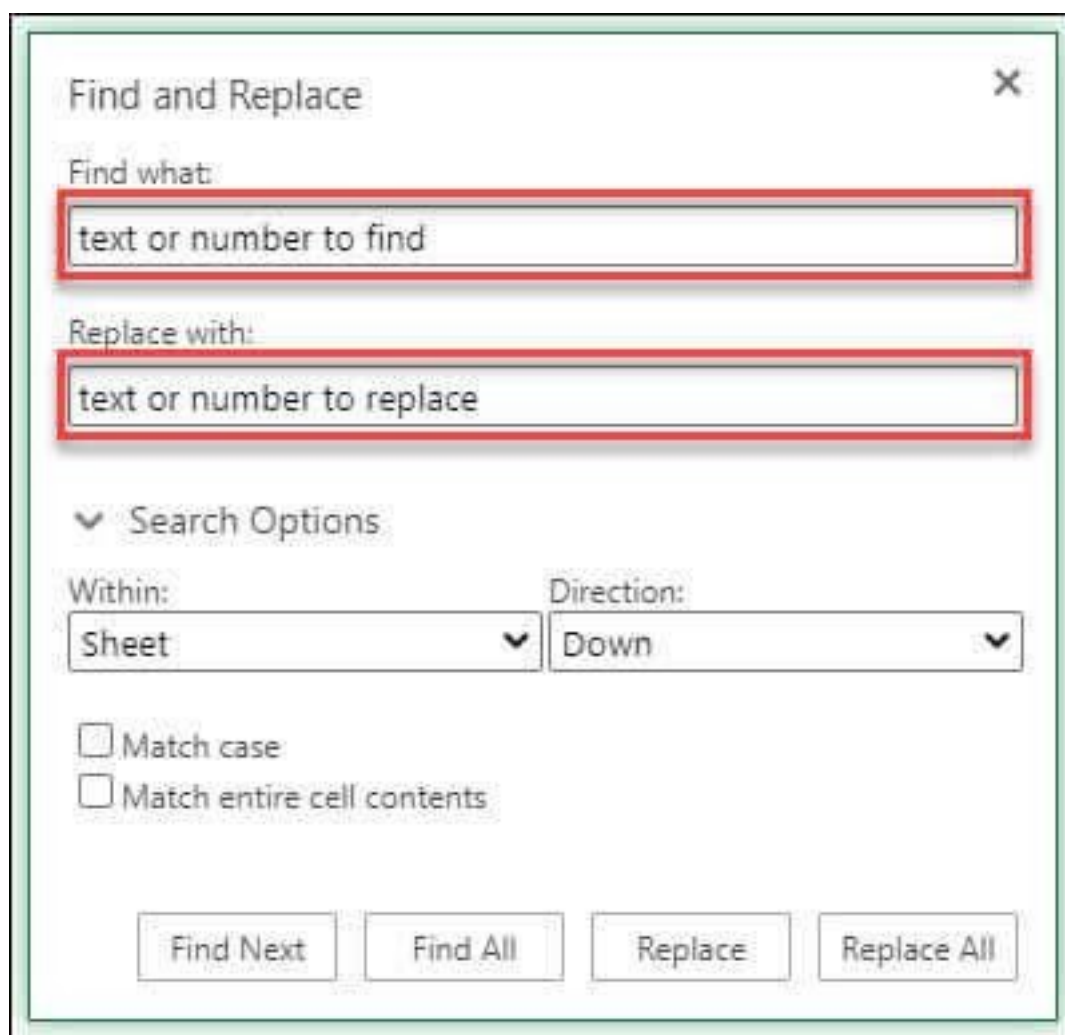 Find and Replace
Find what:
text or number to find
Replace with:
text or number to replace
Search Options
Within: Direction:
Sheet Down
Match case
Match entire cell contents
Find Next Find All Replace Replace All